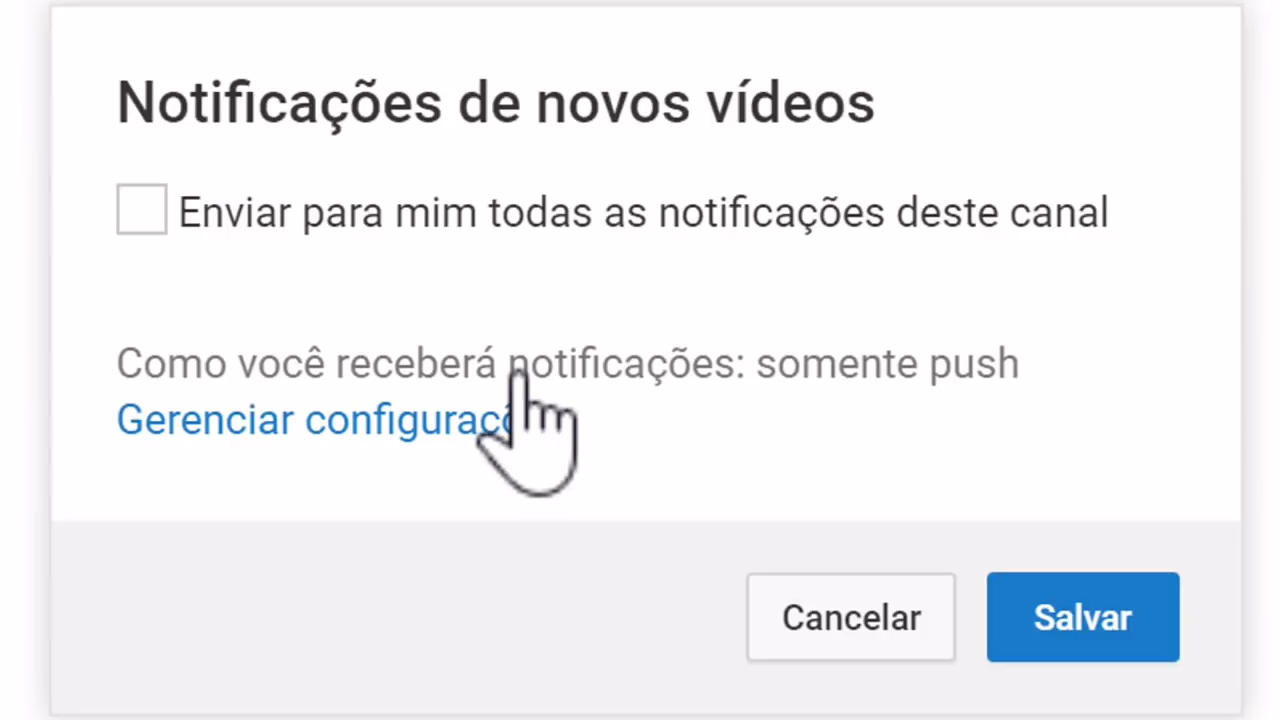 Notificações de novos vídeos
Enviar para mim todas as notificações deste canal
Como você receberá notificações: somente push
Gerenciar
Cancelar
Salvar